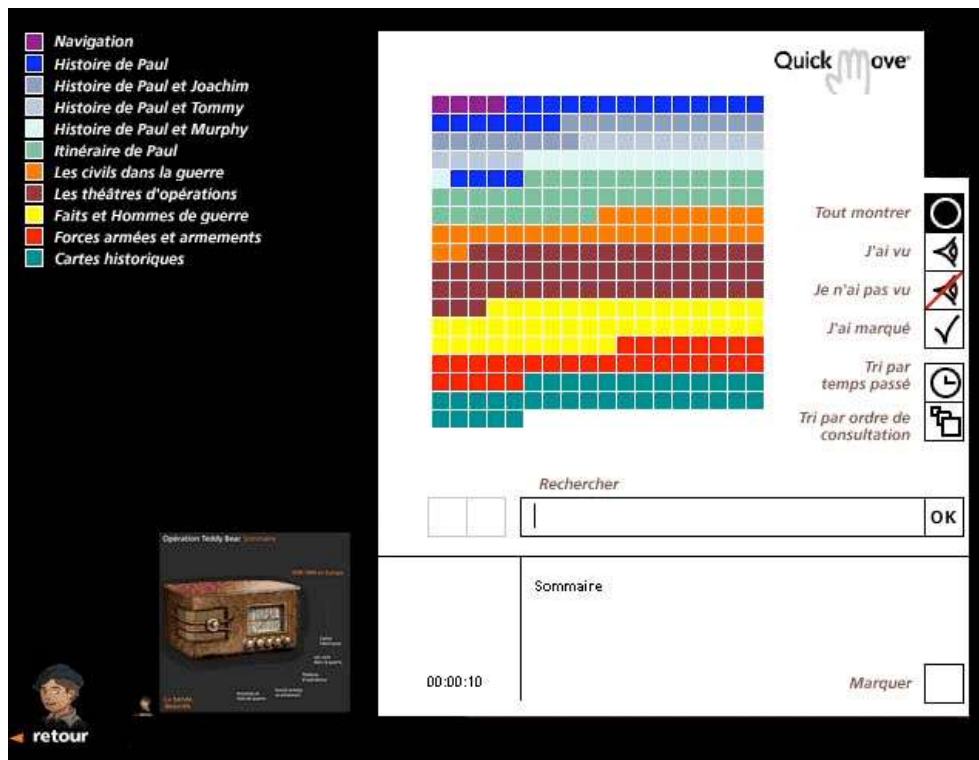 Navigation
Histoire de Paul
Histoire de Paul et Joachim
Histoire de Paul et Tommy
Histoire de Paul et Murphy
Itinéraire de Paul
Les civils dans la guerre
Les théâtres d'opérations
Faits et Hommes de guerre
Forces armées et armements
Cartes historiques
Quick Move
Tout montrer
J'ai vu
Je n'ai pas vu
J'ai marqué
Tri par
temps passé
Tri par ordre de
consultation
Rechercher
OK
Opération Teddy Bear Sommaire
Sommaire
00:00:10
Marquer
retour